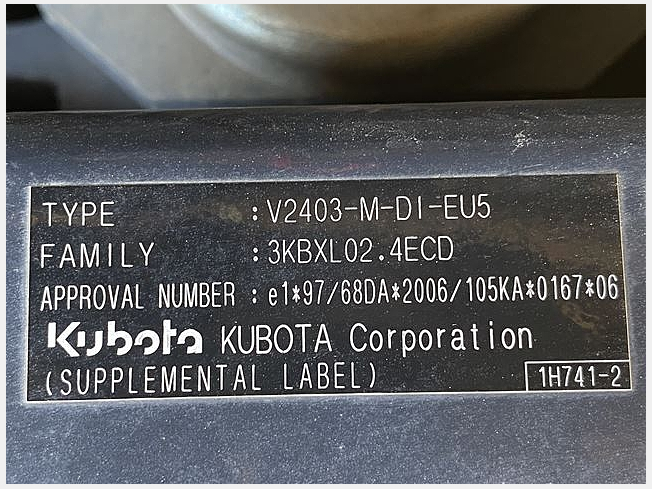 TYPE : V2403-M-DI-EU5
FAMILY : 3KBXL02.4ECD
APPROVAL NUMBER : e1*97/68DA*2006/105KA*0167*06
Kubota KUBOTA Corporation
(SUPPLEMENTAL LABEL) 1H741-2